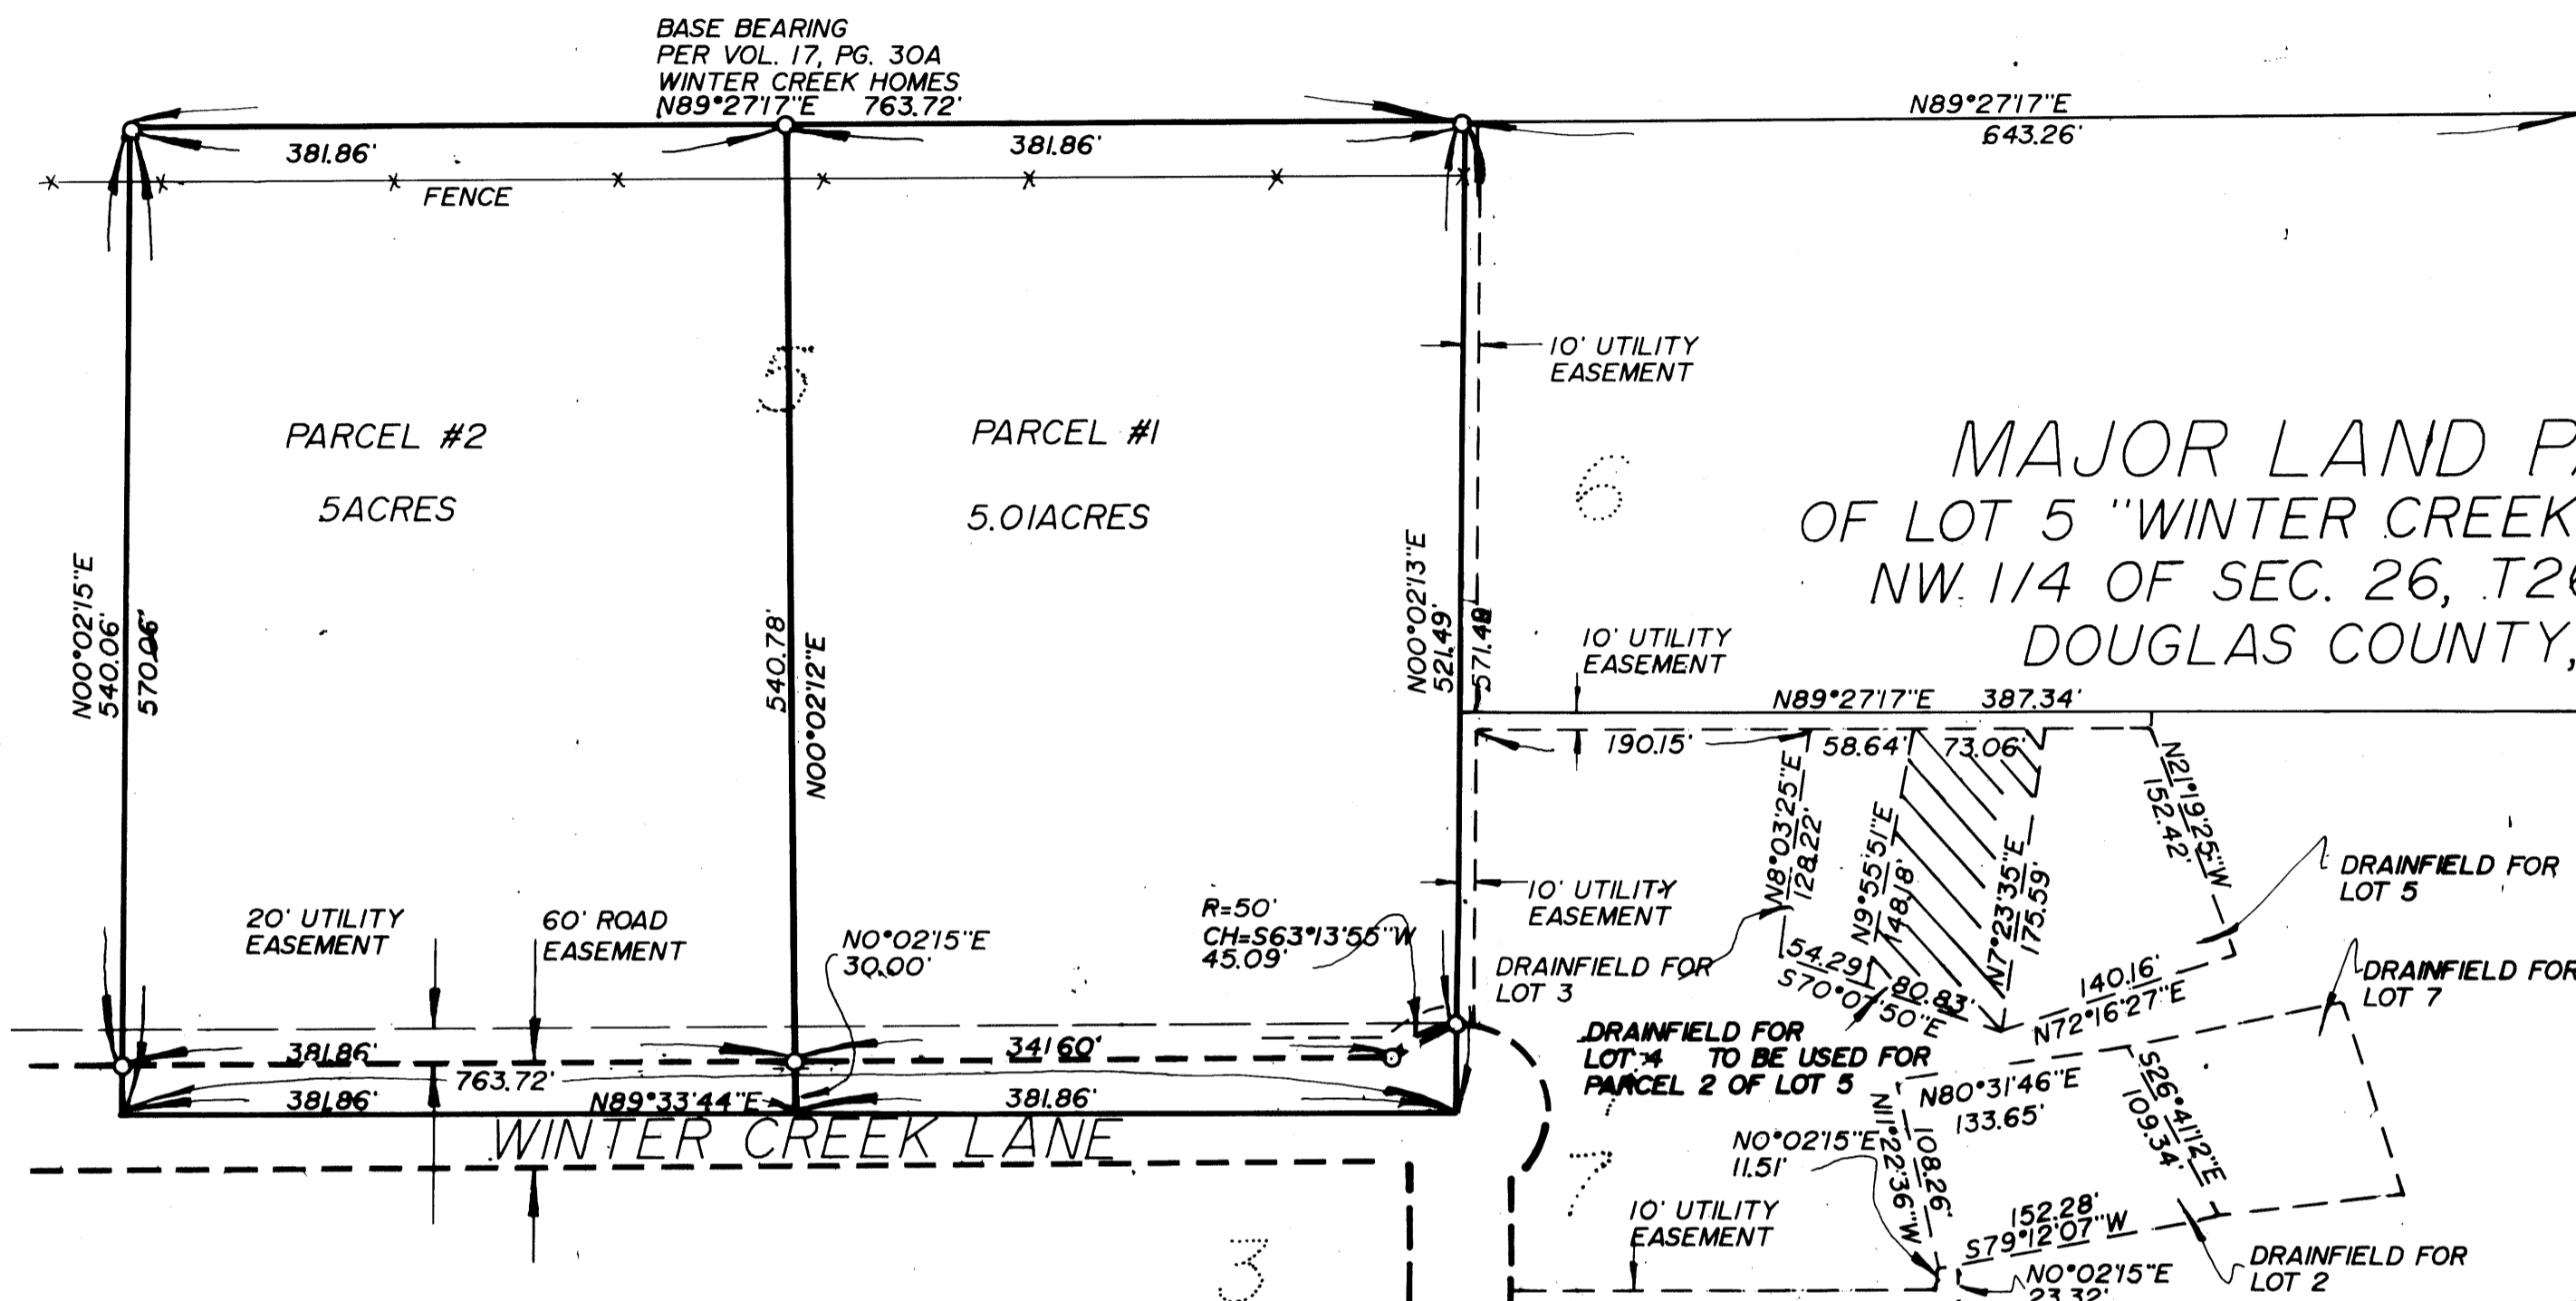 BASE BEARING
PER VOL. 17, PG. 30A
WINTER CREEK HOMES
N89°27'17"E 763.72'
N89°27'17"E
643.26'
381.86'
381.86'
FENCE
10' UTILITY
EASEMENT
PARCEL #2
5ACRES
5
PARCEL #1
5.01ACRES
6
MAJOR LAND
OF LOT 5 "WINTER CREEK
NW. 1/4 OF SEC. 26,
DOUGLAS COUNTY,
N00°02'15"E
540.06'
570.06'
540.78'
N00°02'12"E
N00°02'13"E
521.49'
10' UTILITY
EASEMENT
N89°27'17"E 387.34'
190.15'
58.64'
73.06'
N8°03'25"E
128.22'
N9°55'51"E
148.18'
N7°23'35"E
175.59'
N21°19'25"W
152.42'
DRAINFIELD FOR
LOT 5
20' UTILITY
EASEMENT
60' ROAD
EASEMENT
N0°02'15"E
30.00'
R=50'
CH=S63°13'55"W
45.09'
10' UTILITY
EASEMENT
DRAINFIELD FOR
LOT 3
54.29'
80.83'
S70°07'50"E
140.16'
N72°16'27"E
DRAINFIELD FOR
LOT 7
DRAINFIELD FOR
LOT 4 TO BE USED FOR
PARCEL 2 OF LOT 5
381.86'
341.60'
763.72'
381.86'
N89°33'44"E
381.86'
WINTER CREEK LANE
N80°31'46"E
133.65'
S26°41'12"E
109.34'
N11°22'36"W
108.26'
N0°02'15"E
11.51'
7
10' UTILITY
EASEMENT
152.28'
S79°12'07"W
DRAINFIELD FOR
LOT 2
N0°02'15"E
23.32'
3